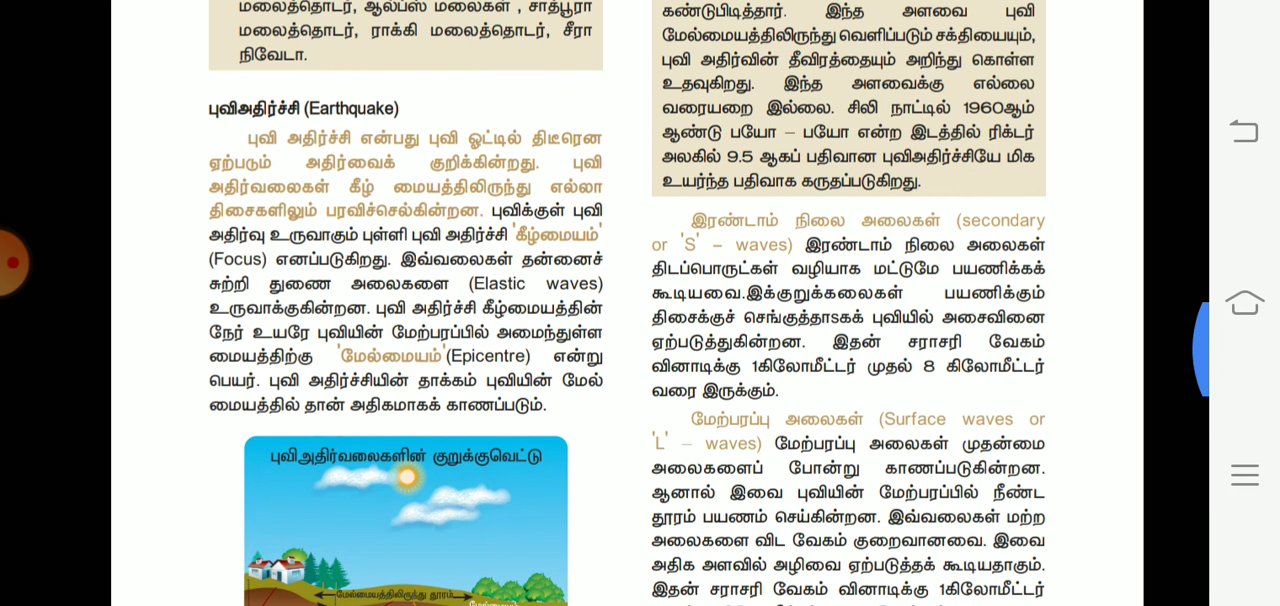 மலைத்தொடர், ஆல்ப்ஸ் மலைகள் , சாத்பூரா
மலைத்தொடர், ராக்கி மலைத்தொடர், சீரா
நிவேடா.
புவிஅதிர்ச்சி (Earthquake)
புவி அதிர்ச்சி என்பது புவி ஓட்டில் திடீரென
ஏற்படும் அதிர்வைக் குறிக்கின்றது. புவி
அதிர்வலைகள் கீழ் மையத்திலிருந்து எல்லா
திசைகளிலும் பரவிச்செல்கின்றன. புவிக்குள் புவி
அதிர்வு உருவாகும் புள்ளி புவி அதிர்ச்சி 'கீழ்மையம்'
(Focus) எனப்படுகிறது. இவ்வலைகள் தன்னைச்
சுற்றி துணை அலைகளை (Elastic waves)
உருவாக்குகின்றன. புவி அதிர்ச்சி கீழ்மையத்தின்
நேர் உயரே புவியின் மேற்பரப்பில் அமைந்துள்ள
மையத்திற்கு 'மேல்மையம்'(Epicentre) என்று
பெயர். புவி அதிர்ச்சியின் தாக்கம் புவியின் மேல்
மையத்தில் தான் அதிகமாகக் காணப்படும்.
புவிஅதிர்வலைகளின் குறுக்குவெட்டு
மேல்மையத்திலிருந்து தூரம்
மேல்மையம்
கண்டுபிடித்தார். இந்த அளவை புவி
மேல்மையத்திலிருந்து வெளிப்படும் சக்தியையும்,
புவி அதிர்வின் தீவிரத்தையும் அறிந்து கொள்ள
உதவுகிறது. இந்த அளவைக்கு எல்லை
வரையறை இல்லை. சிலி நாட்டில் 1960ஆம்
ஆண்டு பயோ – பயோ என்ற இடத்தில் ரிக்டர்
அலகில் 9.5 ஆகப் பதிவான புவிஅதிர்ச்சியே மிக
உயர்ந்த பதிவாக கருதப்படுகிறது.
இரண்டாம் நிலை அலைகள் (secondary
or 'S' – waves) இரண்டாம் நிலை அலைகள்
திடப்பொருட்கள் வழியாக மட்டுமே பயணிக்கக்
கூடியவை.இக்குறுக்கலைகள் பயணிக்கும்
திசைக்குச் செங்குத்தாsகக் புவியில் அசைவினை
ஏற்படுத்துகின்றன. இதன் சராசரி வேகம்
வினாடிக்கு 1கிலோமீட்டர் முதல் 8 கிலோமீட்டர்
வரை இருக்கும்.
மேற்பரப்பு அலைகள் (Surface waves or
'L' – waves) மேற்பரப்பு அலைகள் முதன்மை
அலைகளைப் போன்று காணப்படுகின்றன.
ஆனால் இவை புவியின் மேற்பரப்பில் நீண்ட
தூரம் பயணம் செய்கின்றன. இவ்வலைகள் மற்ற
அலைகளை விட வேகம் குறைவானவை. இவை
அதிக அளவில் அழிவை ஏற்படுத்தக் கூடியதாகும்.
இதன் சராசரி வேகம் வினாடிக்கு 1கிலோமீட்டர்